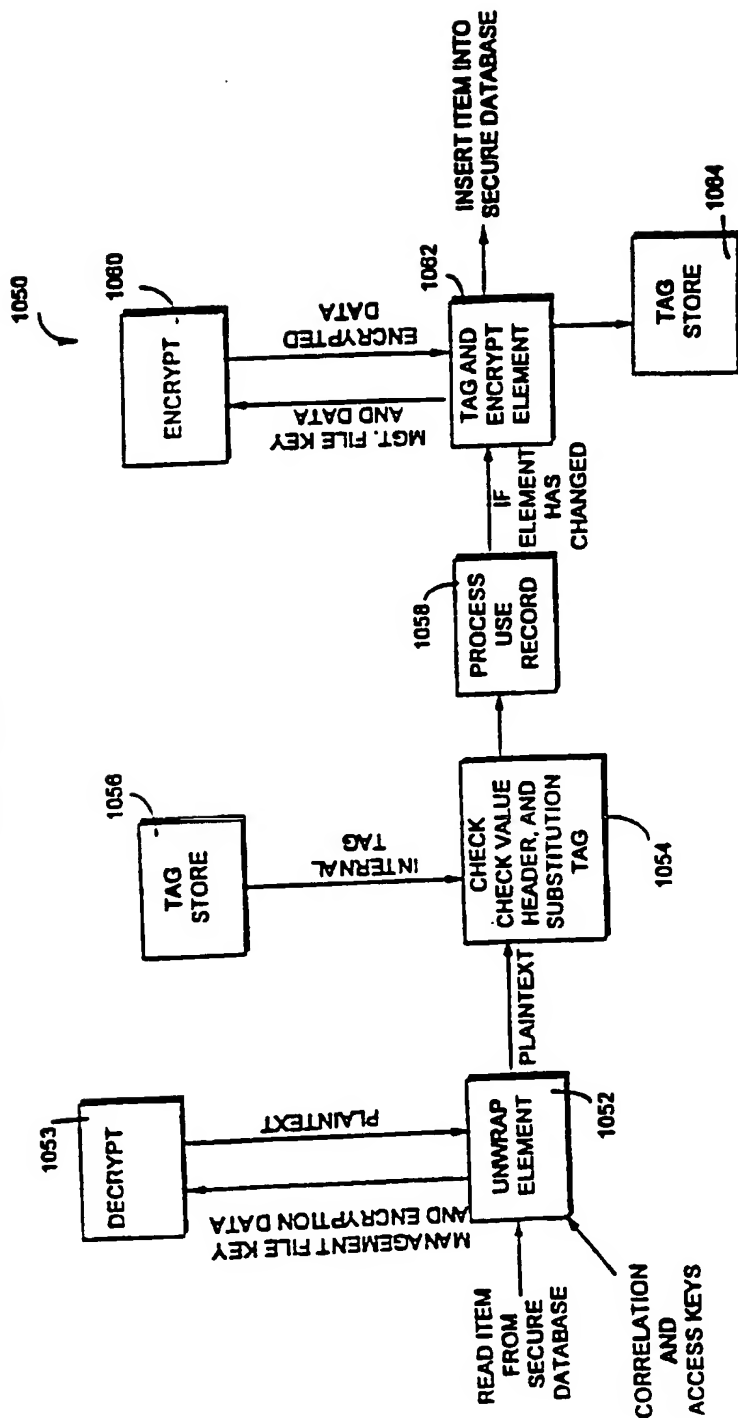 1050
1053
DECRYPT
MANAGEMENT FILE KEY
AND ENCRYPTION DATA
PLAINTEXT
READ ITEM
FROM
SECURE
DATABASE
UNWRAP
ELEMENT
1052
CORRELATION
AND
ACCESS KEYS
PLAINTEXT
1056
TAG
STORE
INTERNAL
TAG
CHECK
CHECK VALUE
HEADER, AND
SUBSTITUTION
TAG
1054
1058
PROCESS
USE
RECORD
IF
ELEMENT
HAS
CHANGED
1060
ENCRYPT
MGT. FILE KEY
AND DATA
ENCRYPTED
DATA
1062
TAG AND
ENCRYPT
ELEMENT
INSERT ITEM INTO
SECURE DATABASE
TAG
STORE
1064